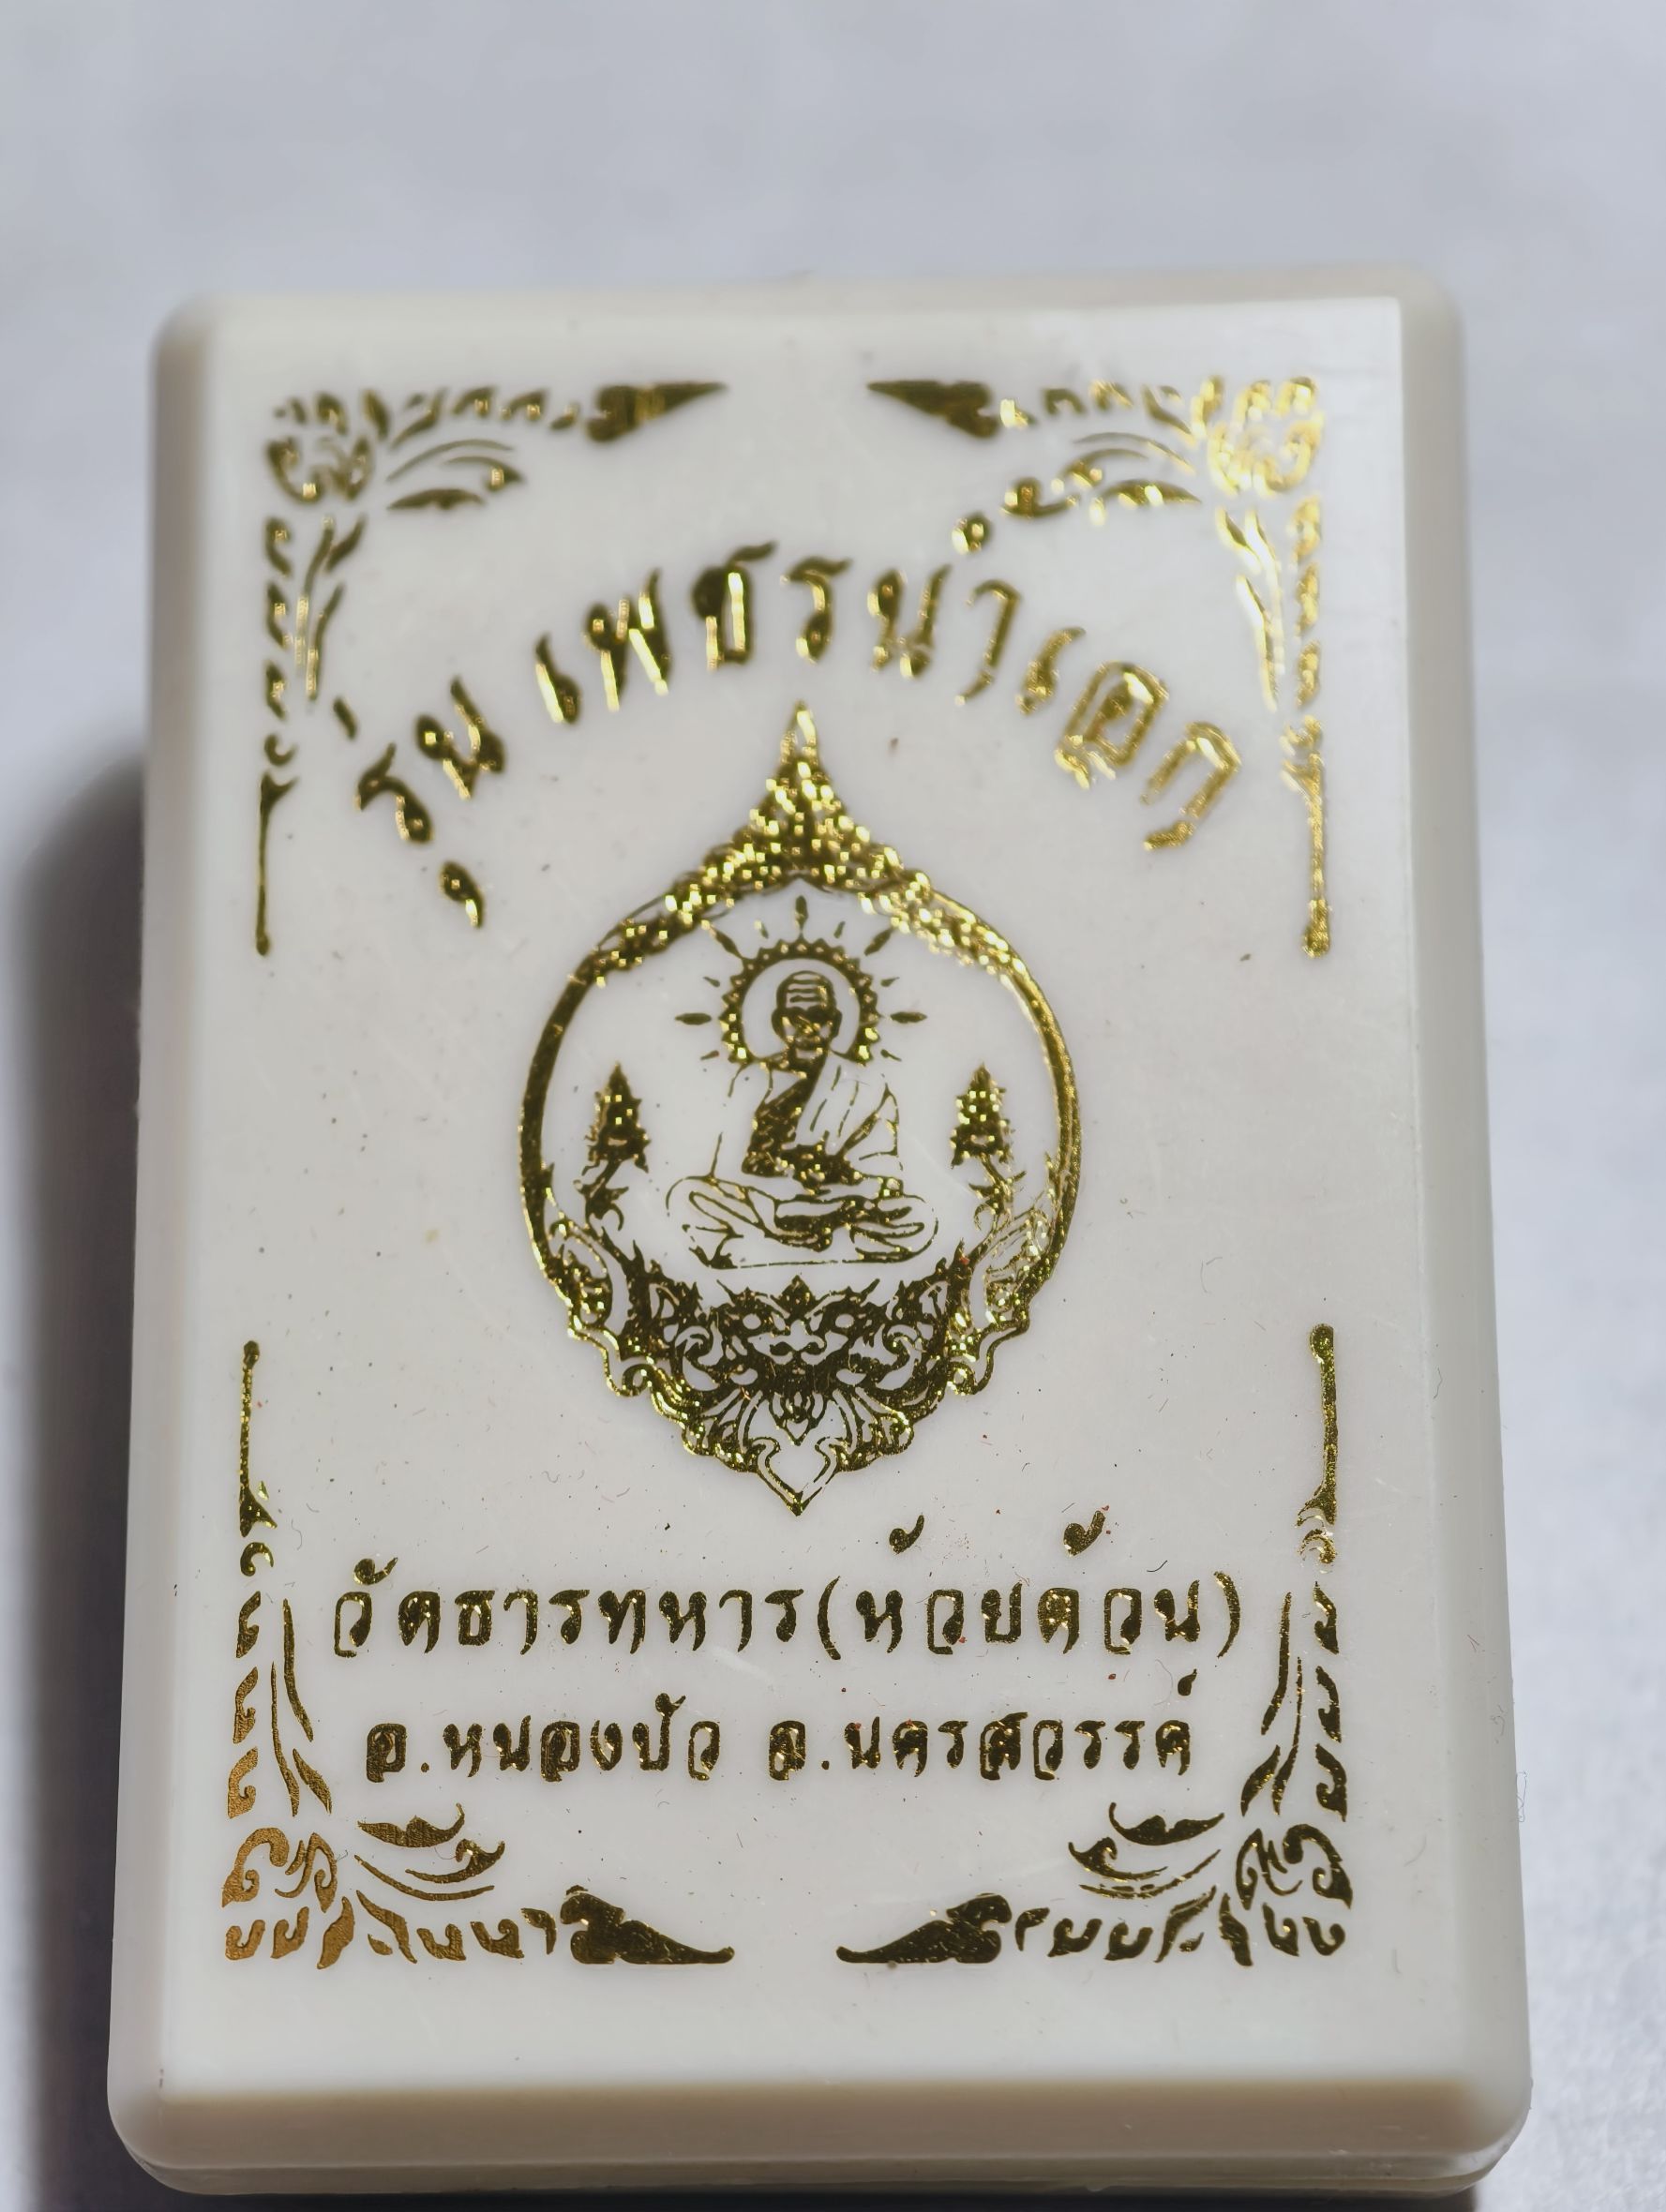 รุ่น เพชรน้ำเอก
วัดธารทหาร(ห้วยด้วน)
อ.หนองบัว จ.นครสวรรค์